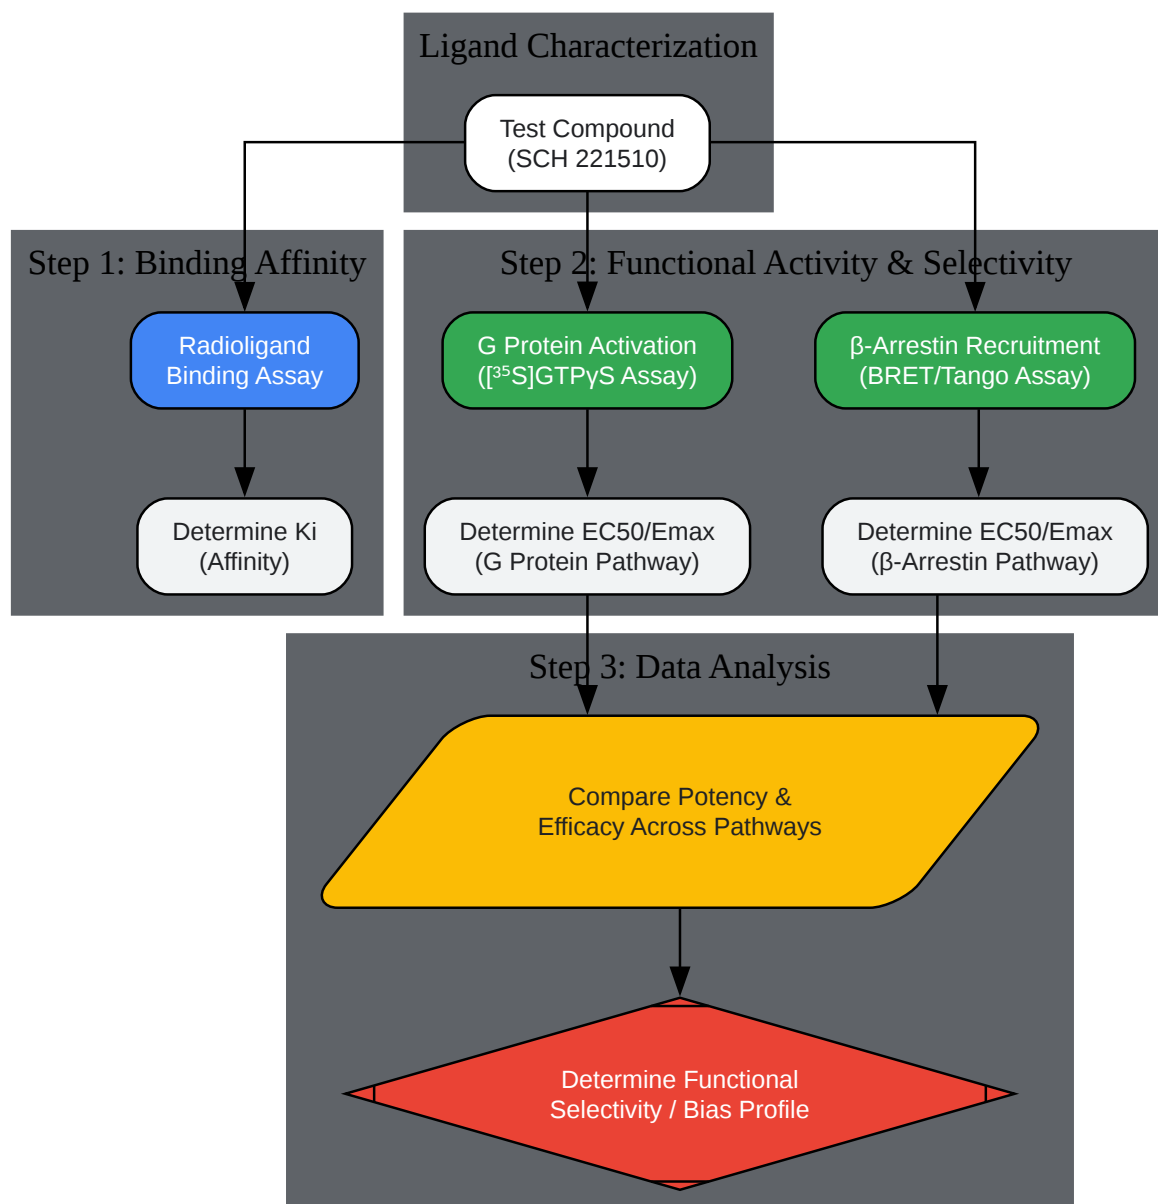 Ligand Characterization
Test Compound
(SCH 221510)
Step 1: Binding Affinity
Step 2: Functional Activity & Selectivity
Radioligand
Binding Assay
G Protein Activation
([³⁵S]GTPγS Assay)
β-Arrestin Recruitment
(BRET/Tango Assay)
Determine Ki
(Affinity)
Determine EC50/Emax
(G Protein Pathway)
Determine EC50/Emax
(β-Arrestin Pathway)
Step 3: Data Analysis
Compare Potency &
Efficacy Across Pathways
Determine Functional
Selectivity / Bias Profile